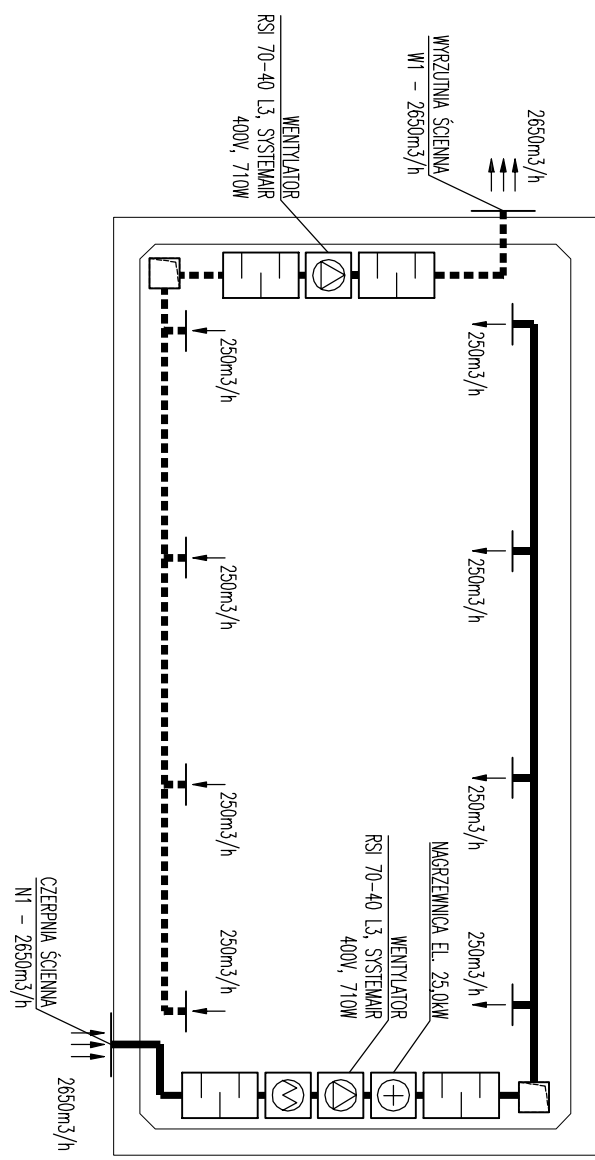 2650m3/h
WYRZUTNIA ŚCIENNA
W1 - 2650m3/h
WENTYLATOR
RSI 70-40 L3, SYSTEMAIR
400V, 710W
250m3/h
250m3/h
250m3/h
250m3/h
250m3/h
250m3/h
250m3/h
250m3/h
NAGRZEWNICA EL. 25,0kW
WENTYLATOR
RSI 70-40 L3, SYSTEMAIR
400V, 710W
CZERPNIA ŚCIENNA
N1 - 2650m3/h
2650m3/h